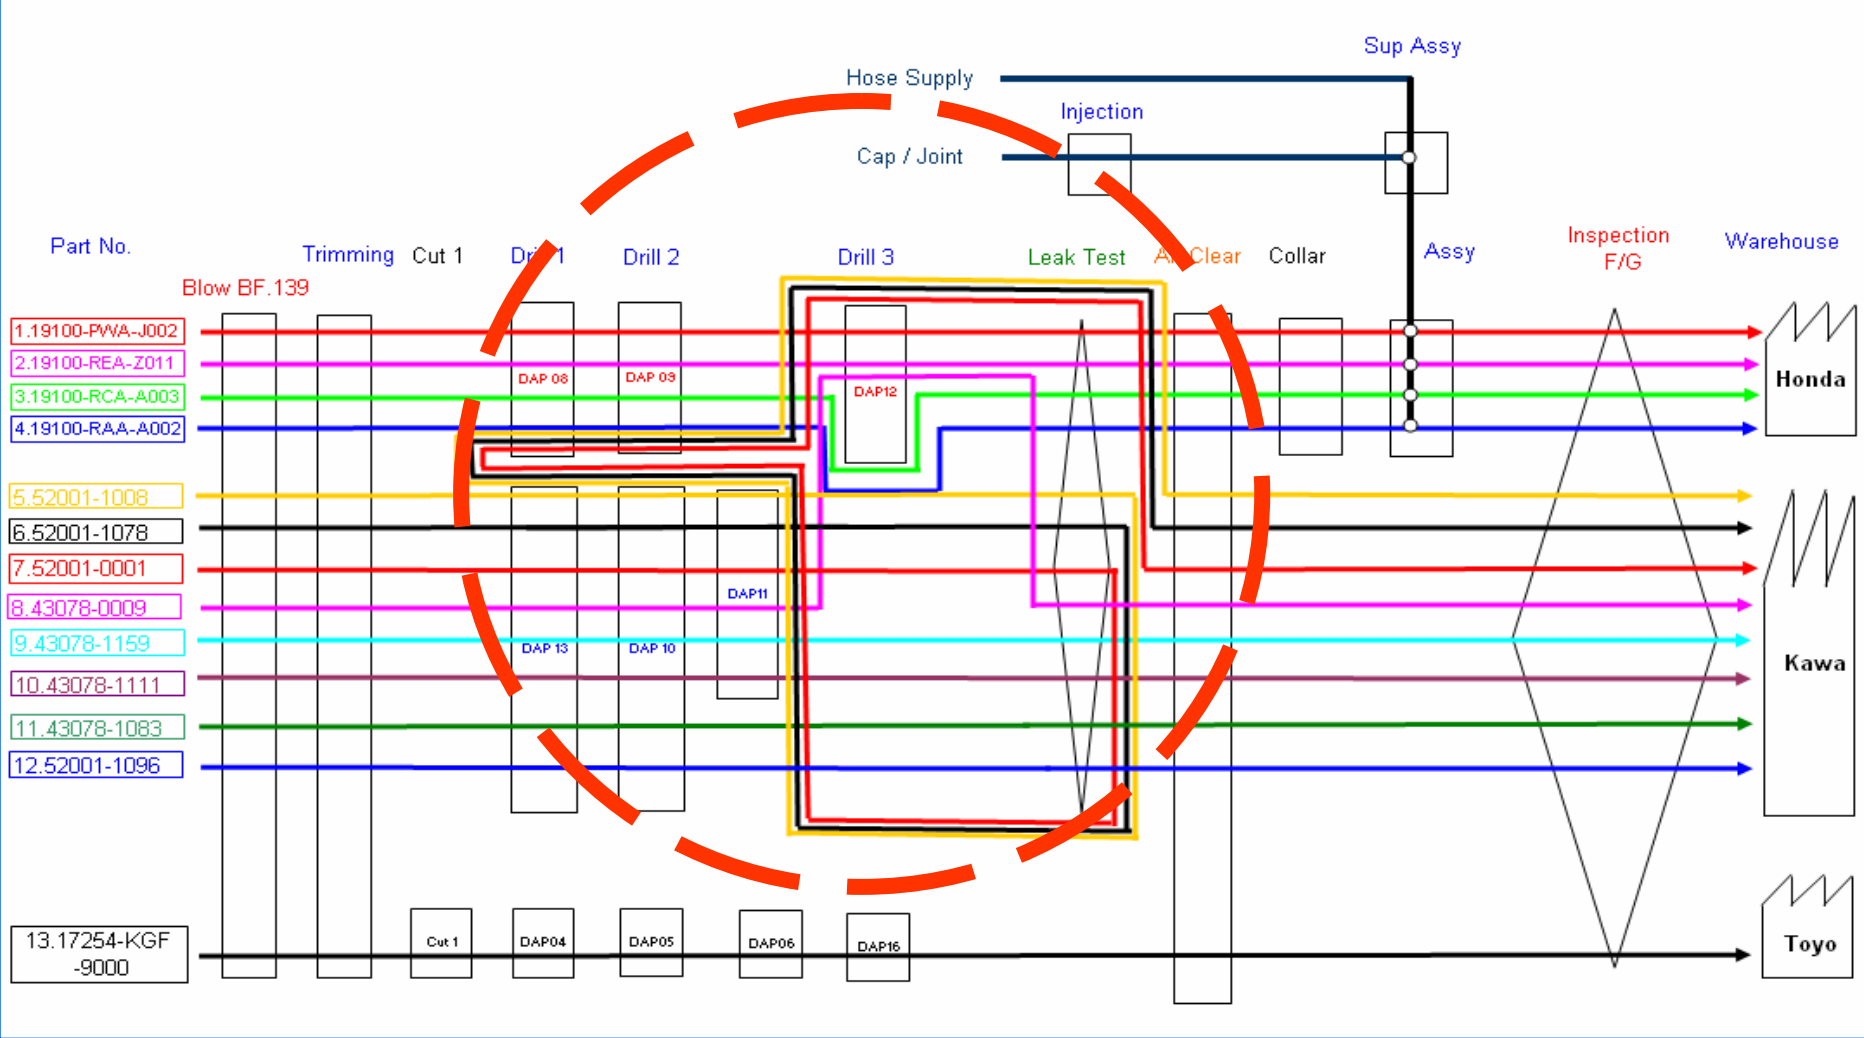 Sup Assy
Hose Supply
Injection
Cap / Joint
Part No.
Trimming
Cut 1
Drill 1
Drill 2
Drill 3
Leak Test
Air Clear
Collar
Assy
Inspection
F/G
Warehouse
Blow BF.139
1.19100-PWA-J002
2.19100-REA-Z011
3.19100-RCA-A003
4.19100-RAA-A002
DAP 08
DAP 09
DAP12
Honda
5.52001-1008
6.52001-1078
7.52001-0001
8.43078-0009
9.43078-1159
10.43078-1111
11.43078-1083
12.52001-1096
DAP11
DAP 13
DAP 10
Kawa
13.17254-KGF
-9000
Cut 1
DAP04
DAP05
DAP06
DAP16
Toyo